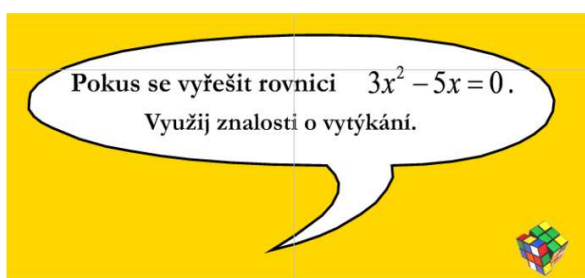 Pokus se vyřešit rovnici 3x² – 5x = 0.
Využij znalosti o vytýkání.